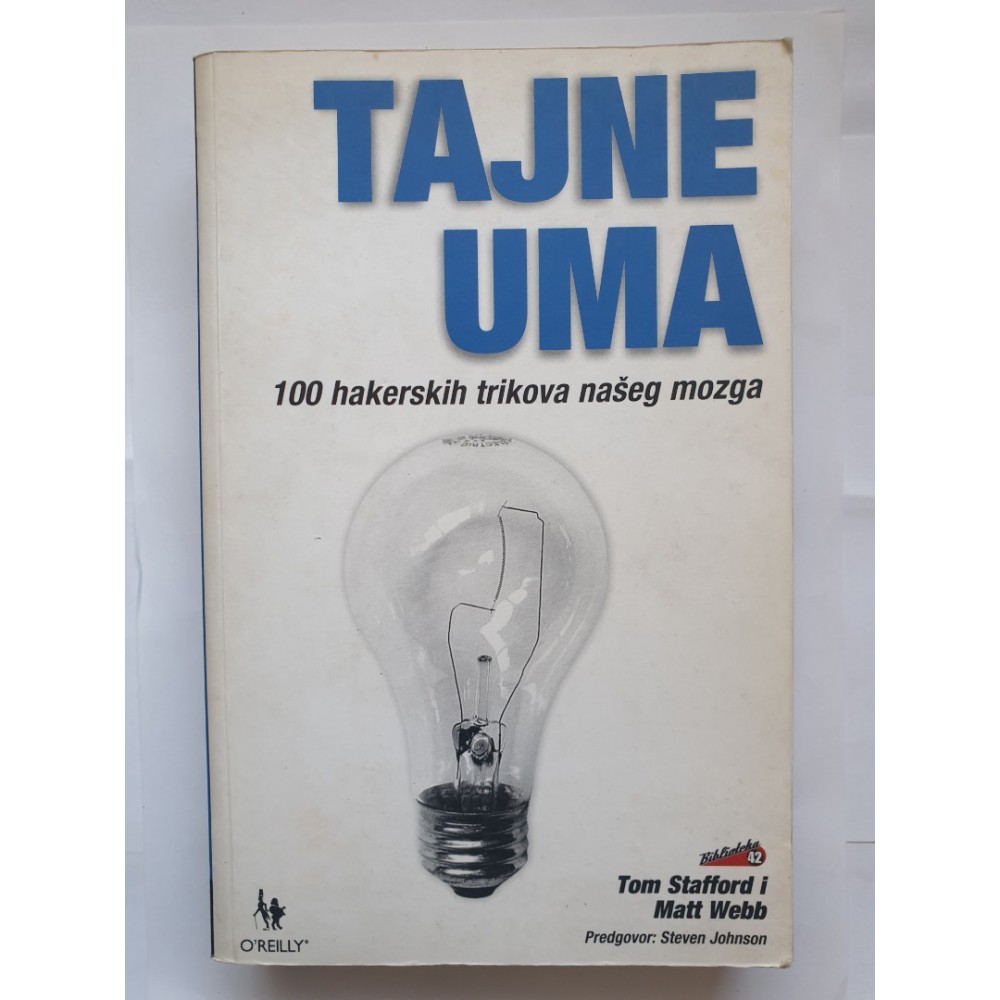 TAJNE
UMA
100 hakerskih trikova našeg mozga
Biblioteka
42
Tom Stafford i
Matt Webb
Predgovor: Steven Johnson
O'REILLY®